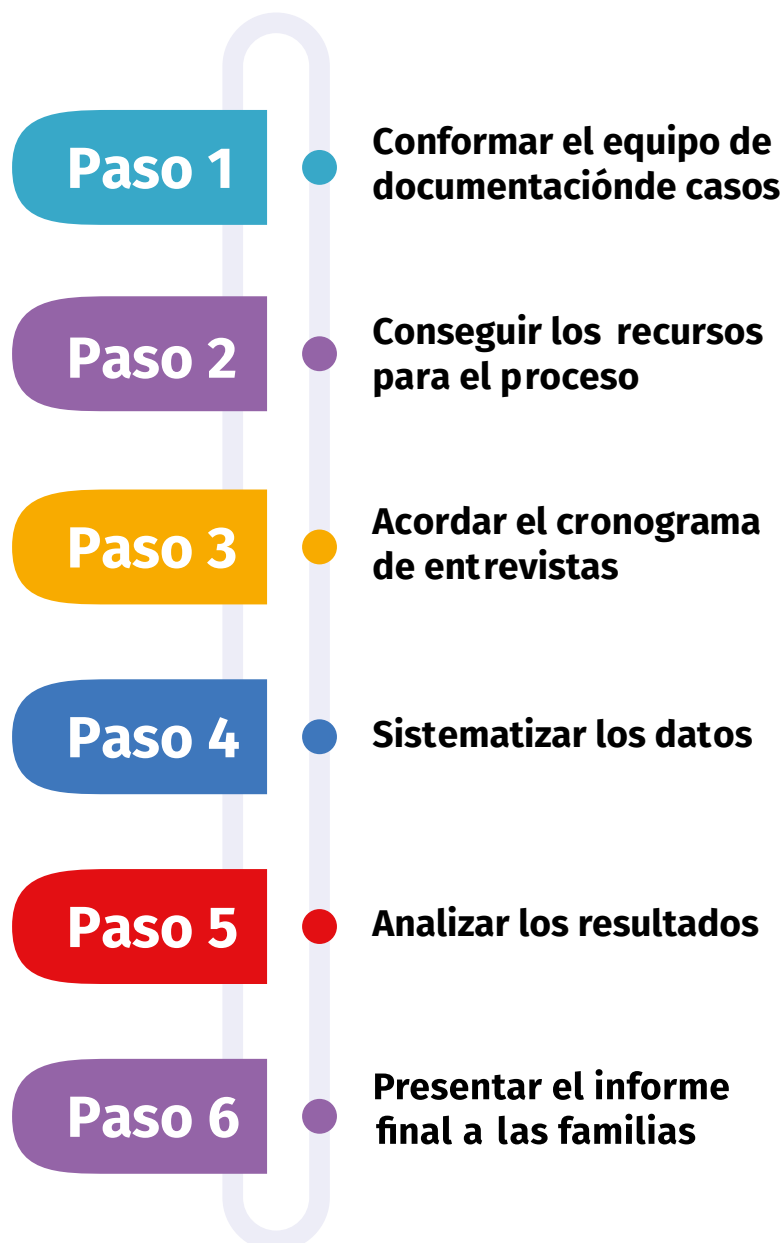 Paso 1
Conformar el equipo de
documentaciónde casos
Paso 2
Conseguir los recursos
para el proceso
Paso 3
Acordar el cronograma
de entrevistas
Paso 4
Sistematizar los datos
Paso 5
Analizar los resultados
Paso 6
Presentar el informe
final a las familias